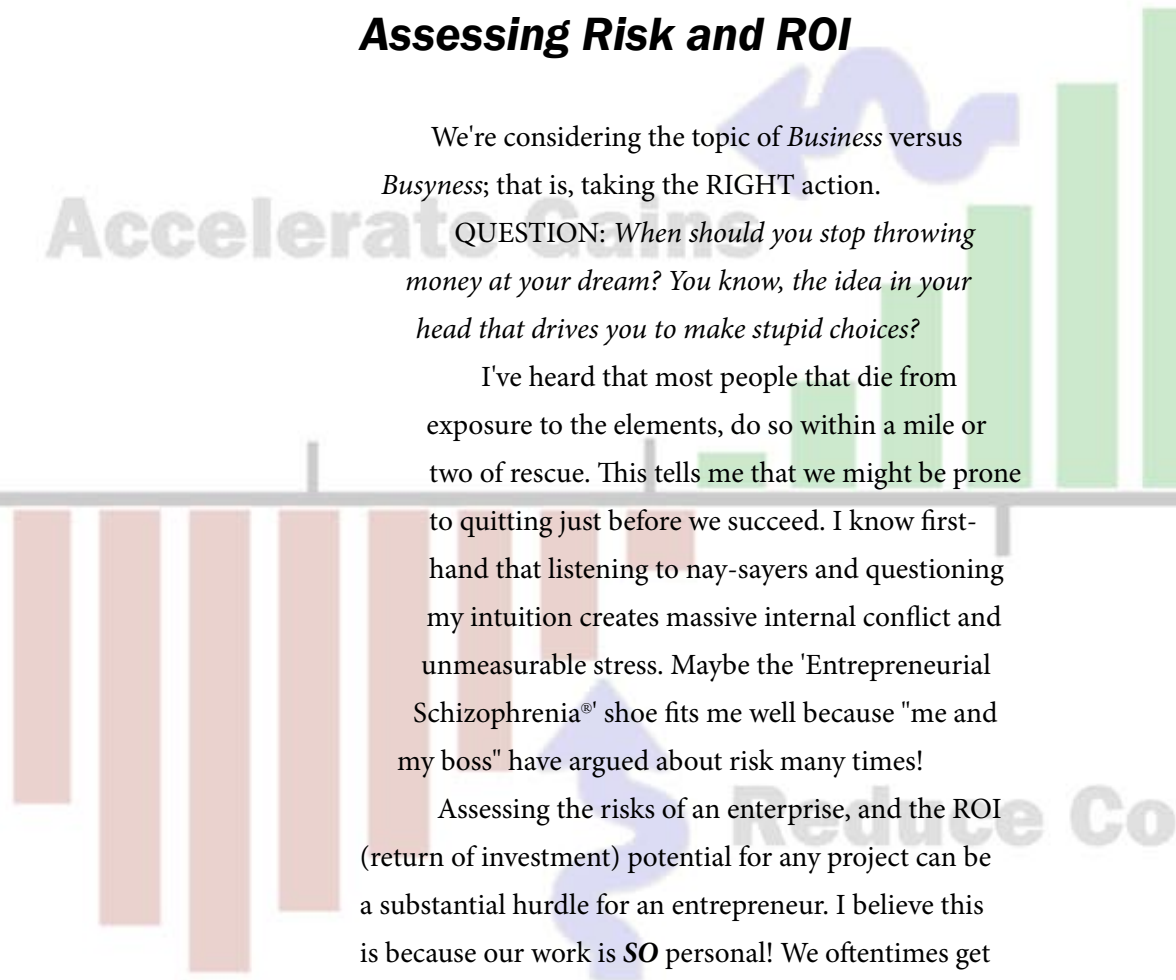 Assessing Risk and ROI
We're considering the topic of Business versus
Busyness; that is, taking the RIGHT action.
Accelerate Gains
QUESTION: When should you stop throwing
money at your dream? You know, the idea in your
head that drives you to make stupid choices?
I've heard that most people that die from
exposure to the elements, do so within a mile or
two of rescue. This tells me that we might be prone
to quitting just before we succeed. I know first-
hand that listening to nay-sayers and questioning
my intuition creates massive internal conflict and
unmeasurable stress. Maybe the 'Entrepreneurial
Schizophrenia®' shoe fits me well because "me and
my boss" have argued about risk many times!
Assessing the risks of an enterprise, and the ROI
Reduce Co
(return of investment) potential for any project can be
a substantial hurdle for an entrepreneur. I believe this
is because our work is SO personal! We oftentimes get